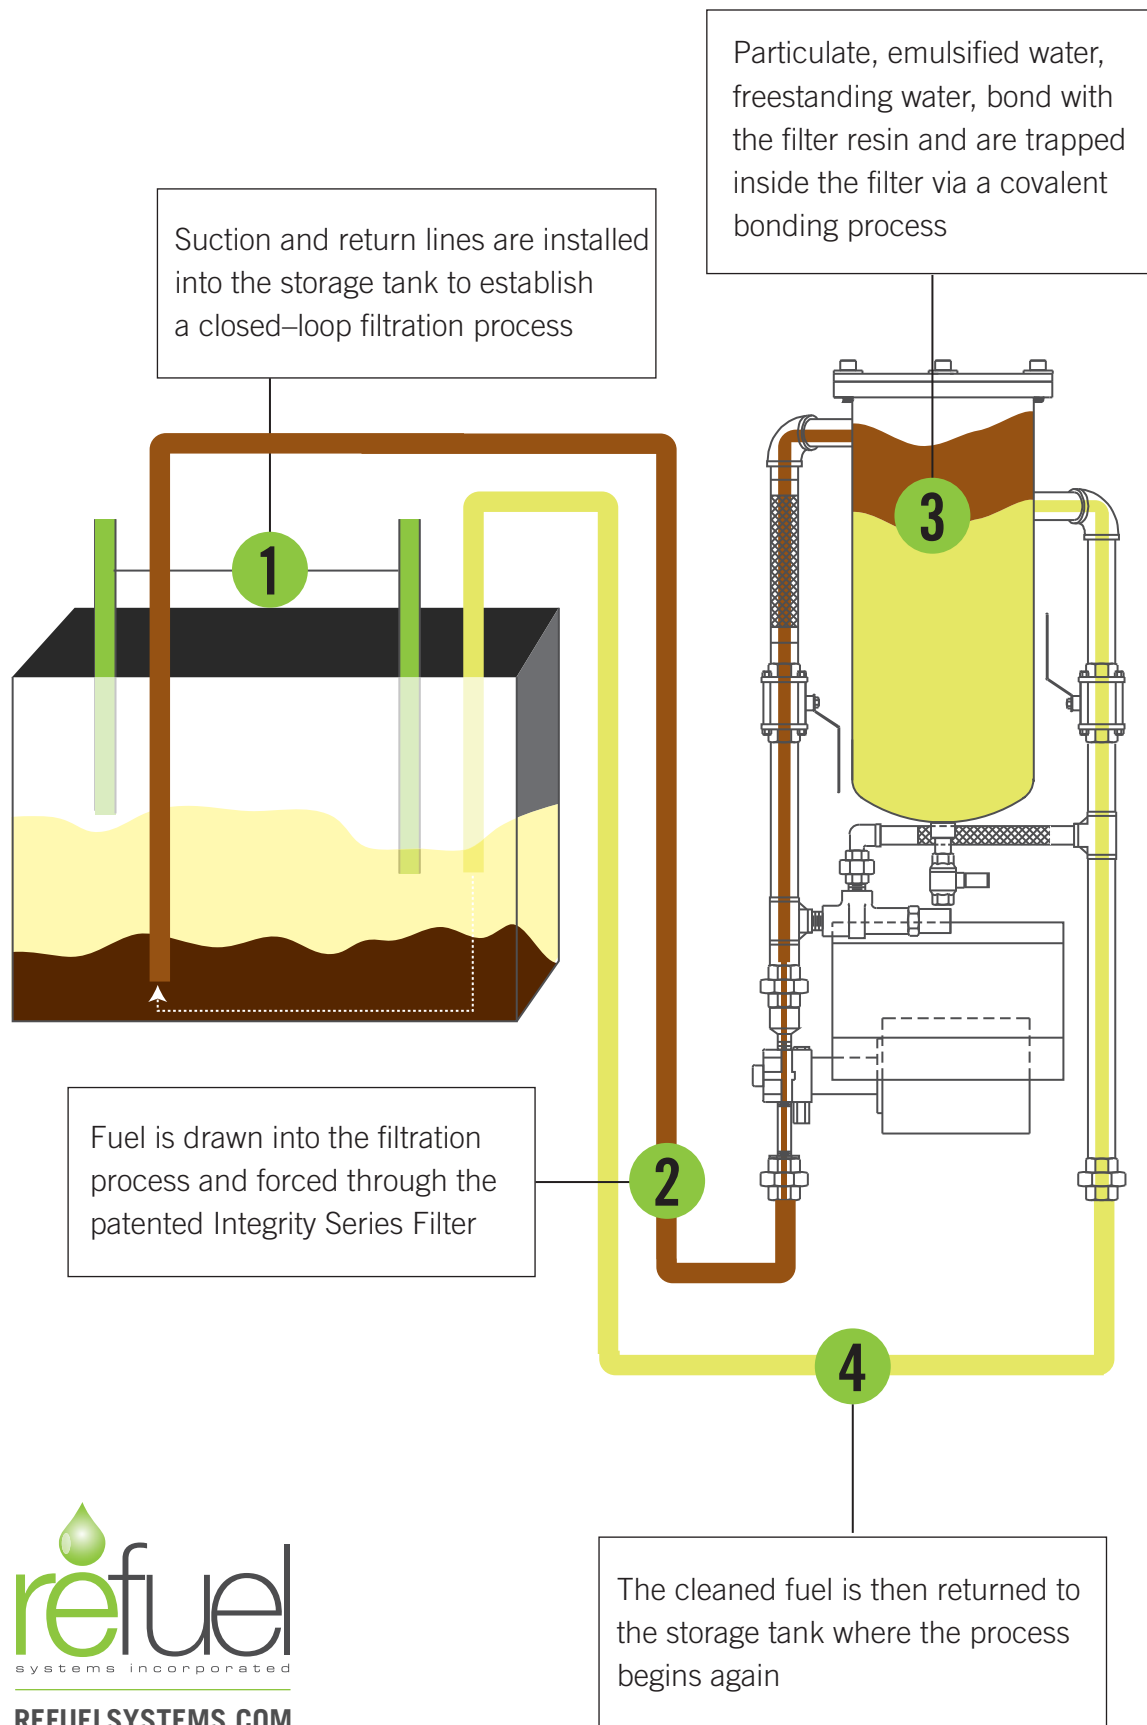 Particulate, emulsified water,
freestanding water, bond with
the filter resin and are trapped
inside the filter via a covalent
bonding process
Suction and return lines are installed
into the storage tank to establish
a closed–loop filtration process
3
1
Fuel is drawn into the filtration
process and forced through the
patented Integrity Series Filter
2
4
The cleaned fuel is then returned to
the storage tank where the process
begins again
refuel
systems incorporated
REFUELSYSTEMS.COM